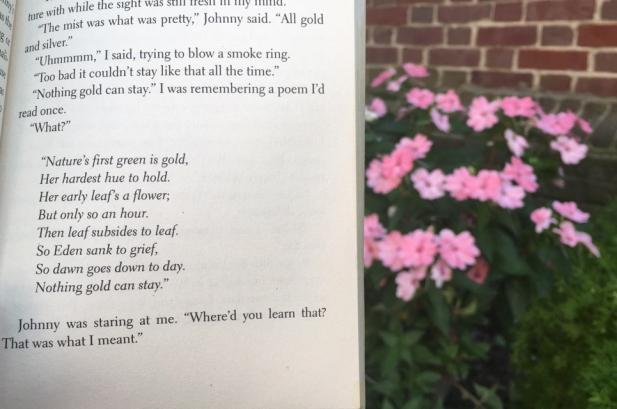 ture with while the sight was still fresh in my mind.
"The mist was what was pretty," Johnny said. "All gold
and silver."
"Uhmmmm," I said, trying to blow a smoke ring.
"Too bad it couldn't stay like that all the time."
"Nothing gold can stay." I was remembering a poem I'd
read once.
"What?"
"Nature's first green is gold,
Her hardest hue to hold.
Her early leaf's a flower;
But only so an hour.
Then leaf subsides to leaf.
So Eden sank to grief,
So dawn goes down to day.
Nothing gold can stay."
Johnny was staring at me. "Where'd you learn that?
That was what I meant."